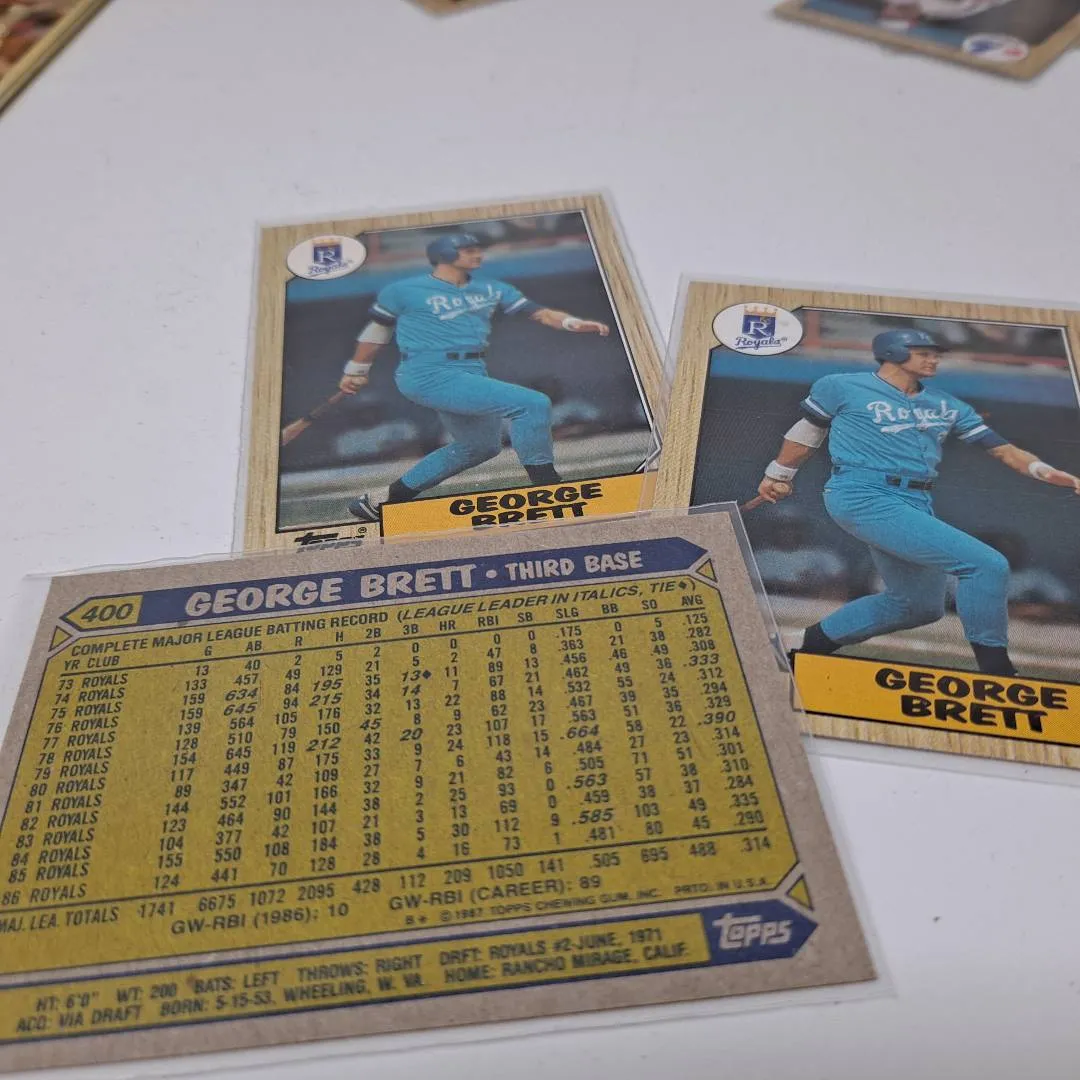 R
Royals®
GEORGE
BRETT
topps®
R
Royals®
GEORGE
BRETT
400 GEORGE BRETT • THIRD BASE
COMPLETE MAJOR LEAGUE BATTING RECORD (LEAGUE LEADER IN ITALICS, TIE♦)
YR CLUB G AB R H 2B 3B HR RBI SB SLG BB SO AVG
73 ROYALS 13 40 2 5 2 0 0 0 0 .175 0 5 .125
74 ROYALS 133 457 49 129 21 5 2 47 8 .363 21 38 .282
75 ROYALS 159 634 84 195 35 13♦ 11 89 13 .456 46 49 .308
76 ROYALS 159 645 94 215 34 14 7 67 21 .462 49 36 .333
77 ROYALS 139 564 105 176 32 13 22 88 14 .532 55 24 .312
78 ROYALS 128 510 79 150 45 8 9 62 23 .467 39 35 .294
79 ROYALS 154 645 119 212 42 20 23 107 17 .563 51 36 .329
80 ROYALS 117 449 87 175 33 9 24 118 15 .664 58 22 .390
81 ROYALS 89 347 42 109 27 7 6 43 14 .484 27 23 .314
82 ROYALS 144 552 101 166 32 9 21 82 6 .505 71 51 .301
83 ROYALS 123 464 90 144 38 2 25 93 0 .563 57 38 .310
84 ROYALS 104 377 42 107 21 3 13 69 0 .459 38 37 .284
85 ROYALS 155 550 108 184 38 5 30 112 9 .585 103 49 .335
86 ROYALS 124 441 70 128 28 4 16 73 1 .481 80 45 .290
MAJ. LEA. TOTALS 1741 6675 1072 2095 428 112 209 1050 141 .505 695 488 .314
GW-RBI (1986): 10 GW-RBI (CAREER): 89
B* © 1987 TOPPS CHEWING GUM, INC. PRTD. IN U.S.A.
topps
HT: 6'0" WT: 200 BATS: LEFT THROWS: RIGHT DRFT: ROYALS #2-JUNE, 1971
ACQ: VIA DRAFT BORN: 5-15-53, WHEELING, W. VA. HOME: RANCHO MIRAGE, CALIF.